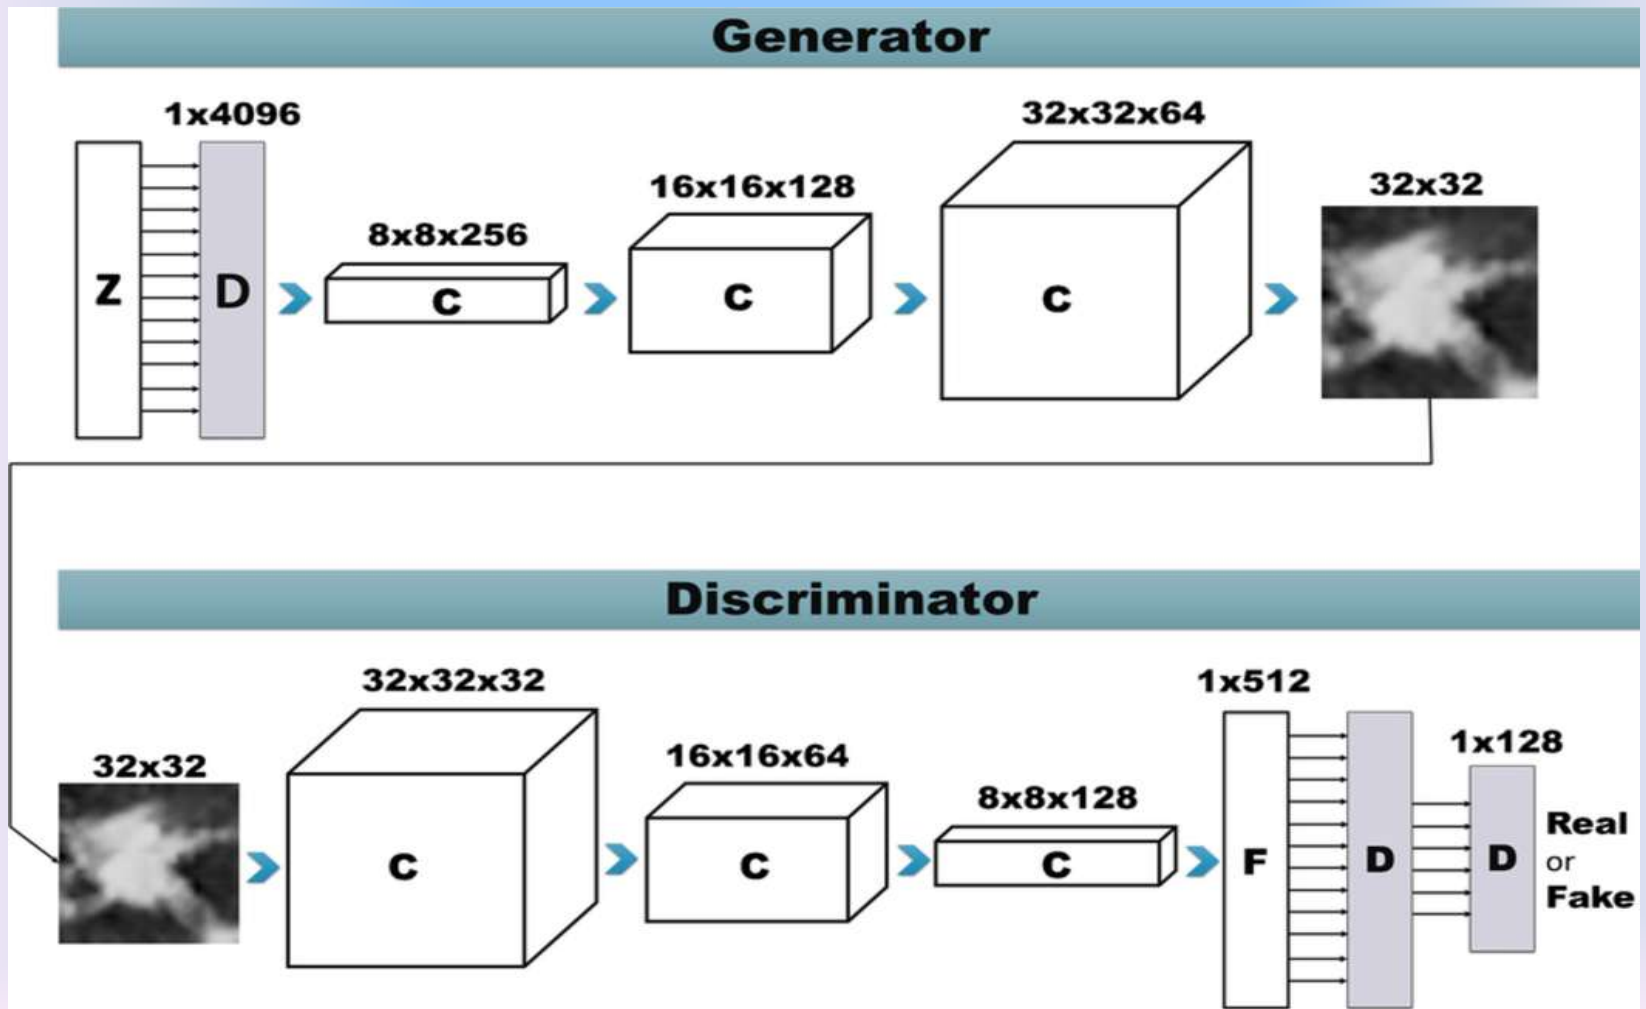 Generator
1x4096
32x32x64
16x16x128
32x32
8x8x256
Z
D
C
C
C
Discriminator
32x32x32
1x512
16x16x64
1x128
32x32
8x8x128
C
C
C
F
D
D
Real
or
Fake